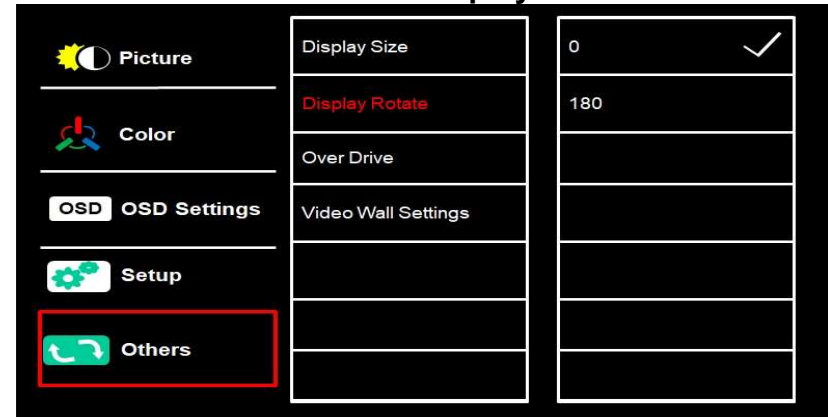 Picture
Color
OSD OSD Settings
Setup
Others
Display Size
Display Rotate
Over Drive
Video Wall Settings
0
180